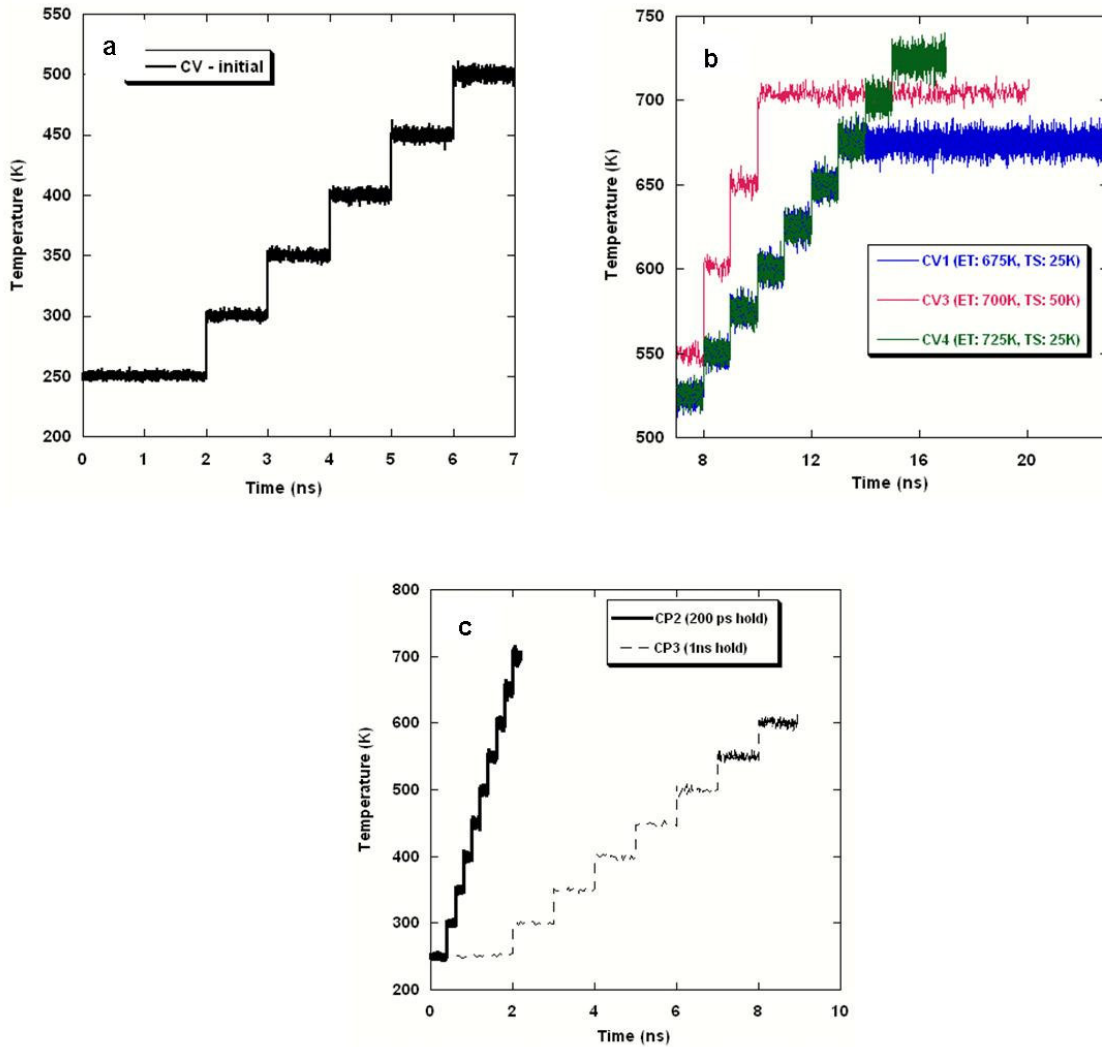 a
CV - initial
550
500
450
400
350
300
250
200
Temperature (K)
0 1 2 3 4 5 6 7
Time (ns)
b
750
700
650
600
550
500
Temperature (K)
CV1 (ET: 675K, TS: 25K)
CV3 (ET: 700K, TS: 50K)
CV4 (ET: 725K, TS: 25K)
8 12 16 20
Time (ns)
c
CP2 (200 ps hold)
CP3 (1ns hold)
800
700
600
500
400
300
200
Temperature (K)
0 2 4 6 8 10
Time (ns)